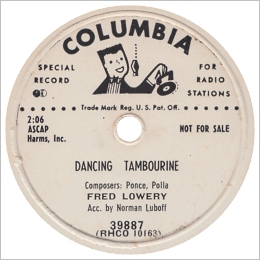 COLUMBIA
SPECIAL
RECORD
FOR
RADIO
STATIONS
Trade Mark Reg. U.S. Pat. Off.
2:06
ASCAP
Harms, Inc.
NOT FOR SALE
DANCING TAMBOURINE
Composers: Ponce, Polla
FRED LOWERY
Acc. by Norman Luboff
39887
(RHCO 10163)